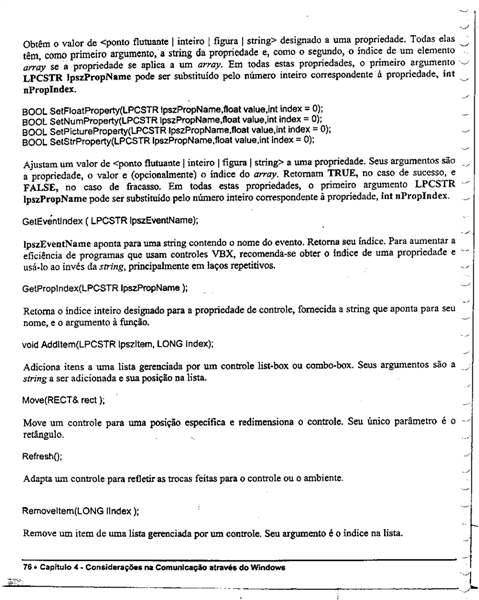 Obtêm o valor de <ponto flutuante | inteiro | figura | string> designado a uma propriedade. Todas elas
têm, como primeiro argumento, a string da propriedade e, como o segundo, o índice de um elemento
array se a propriedade se aplica a um array. Em todas estas propriedades, o primeiro argumento
LPCSTR lpszPropName pode ser substituído pelo número inteiro correspondente à propriedade, int
nPropIndex.
BOOL SetFloatProperty(LPCSTR lpszPropName,float value,int index = 0);
BOOL SetNumProperty(LPCSTR lpszPropName,float value,int index = 0);
BOOL SetPictureProperty(LPCSTR lpszPropName,float value,int index = 0);
BOOL SetStrProperty(LPCSTR lpszPropName,float value,int index = 0);
Ajustam um valor de <ponto flutuante | inteiro | figura | string> a uma propriedade. Seus argumentos são
a propriedade, o valor e (opcionalmente) o índice do array. Retornam TRUE, no caso de sucesso, e
FALSE, no caso de fracasso. Em todas estas propriedades, o primeiro argumento LPCSTR
lpszPropName pode ser substituído pelo número inteiro correspondente à propriedade, int nPropIndex.
GetEventIndex ( LPCSTR lpszEventName);
lpszEventName aponta para uma string contendo o nome do evento. Retorna seu índice. Para aumentar a
eficiência de programas que usam controles VBX, recomenda-se obter o índice de uma propriedade e
usá-lo ao invés da string, principalmente em laços repetitivos.
GetPropIndex(LPCSTR lpszPropName );
Retorna o índice inteiro designado para a propriedade de controle, fornecida a string que aponta para seu
nome, e o argumento à função.
void AddItem(LPCSTR lpszItem, LONG Index);
Adiciona itens a uma lista gerenciada por um controle list-box ou combo-box. Seus argumentos são a
string a ser adicionada e sua posição na lista.
Move(RECT& rect );
Move um controle para uma posição específica e redimensiona o controle. Seu único parâmetro é o
retângulo.
Refresh();
Adapta um controle para refletir as trocas feitas para o controle ou o ambiente.
RemoveItem(LONG lIndex );
Remove um item de uma lista gerenciada por um controle. Seu argumento é o índice na lista.
76 • Capítulo 4 - Considerações na Comunicação através do Windows